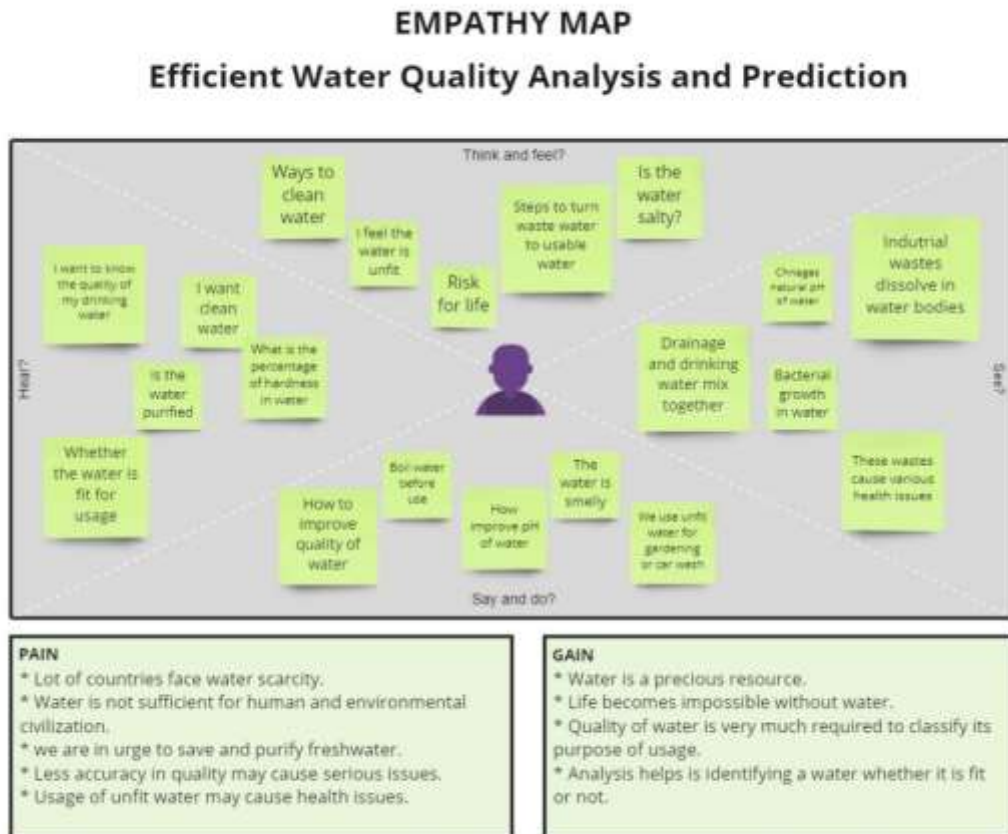 EMPATHY MAP
Efficient Water Quality Analysis and Prediction
Think and feel?
Ways to
clean
water
I feel the
water is
unfit
Risk
for life
Steps to turn
waste water
to usable
water
Is the
water
salty?
Hear?
I want to know
the quality of
my drinking
water
I want
clean
water
What is the
percentage
of hardness
in water
Is the
water
purified
Whether
the water is
fit for
usage
See?
Chnages
natural pH
of water
Indutrial
wastes
dissolve in
water bodies
Drainage
and drinking
water mix
together
Bacterial
growth
in water
These wastes
cause various
health issues
How to
improve
quality of
water
Boil water
before
use
How
improve pH
of water
The
water is
smelly
We use unfit
water for
gardening
or car wash
Say and do?
PAIN
* Lot of countries face water scarcity.
* Water is not sufficient for human and environmental
civilization.
* we are in urge to save and purify freshwater.
* Less accuracy in quality may cause serious issues.
* Usage of unfit water may cause health issues.
GAIN
* Water is a precious resource.
* Life becomes impossible without water.
* Quality of water is very much required to classify its
purpose of usage.
* Analysis helps is identifying a water whether it is fit
or not.